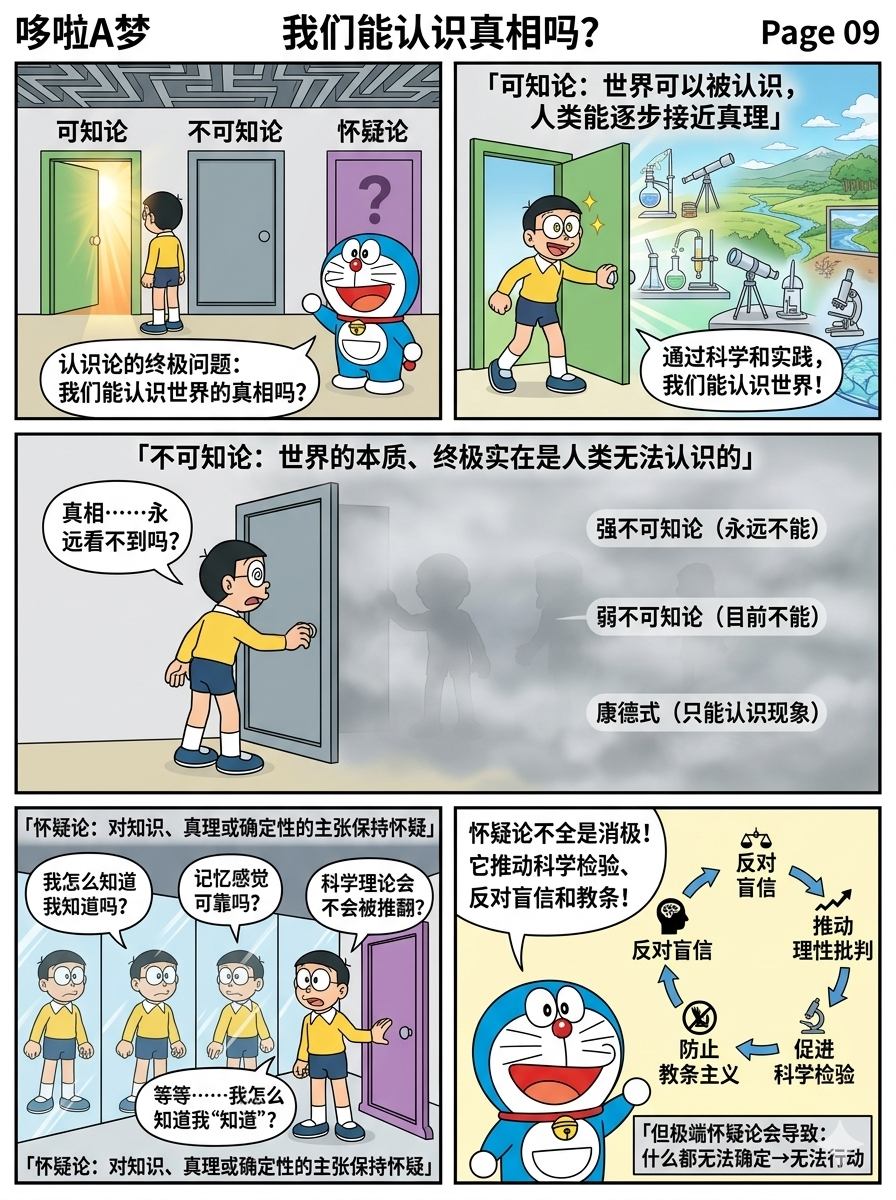 哆啦A梦
我们能认识真相吗？
Page 09
可知论
不可知论
怀疑论
?
认识论的终极问题：
我们能认识世界的真相吗？
「可知论：世界可以被认识，
人类能逐步接近真理」
通过科学和实践，
我们能认识世界！
「不可知论：世界的本质、终极实在是人类无法认识的」
真相……永
远看不到吗？
强不可知论（永远不能）
弱不可知论（目前不能）
康德式（只能认识现象）
「怀疑论：对知识、真理或确定性的主张保持怀疑」
我怎么知道
我知道吗？
记忆感觉
可靠吗？
科学理论会
不会被推翻？
等等……我怎么
知道我“知道”？
「怀疑论：对知识、真理或确定性的主张保持怀疑」
怀疑论不全是消极！
它推动科学检验、
反对盲信和教条！
反对
盲信
推动
理性批判
促进
科学检验
防止
教条主义
反对盲信
「但极端怀疑论会导致：
什么都无法确定→无法行动